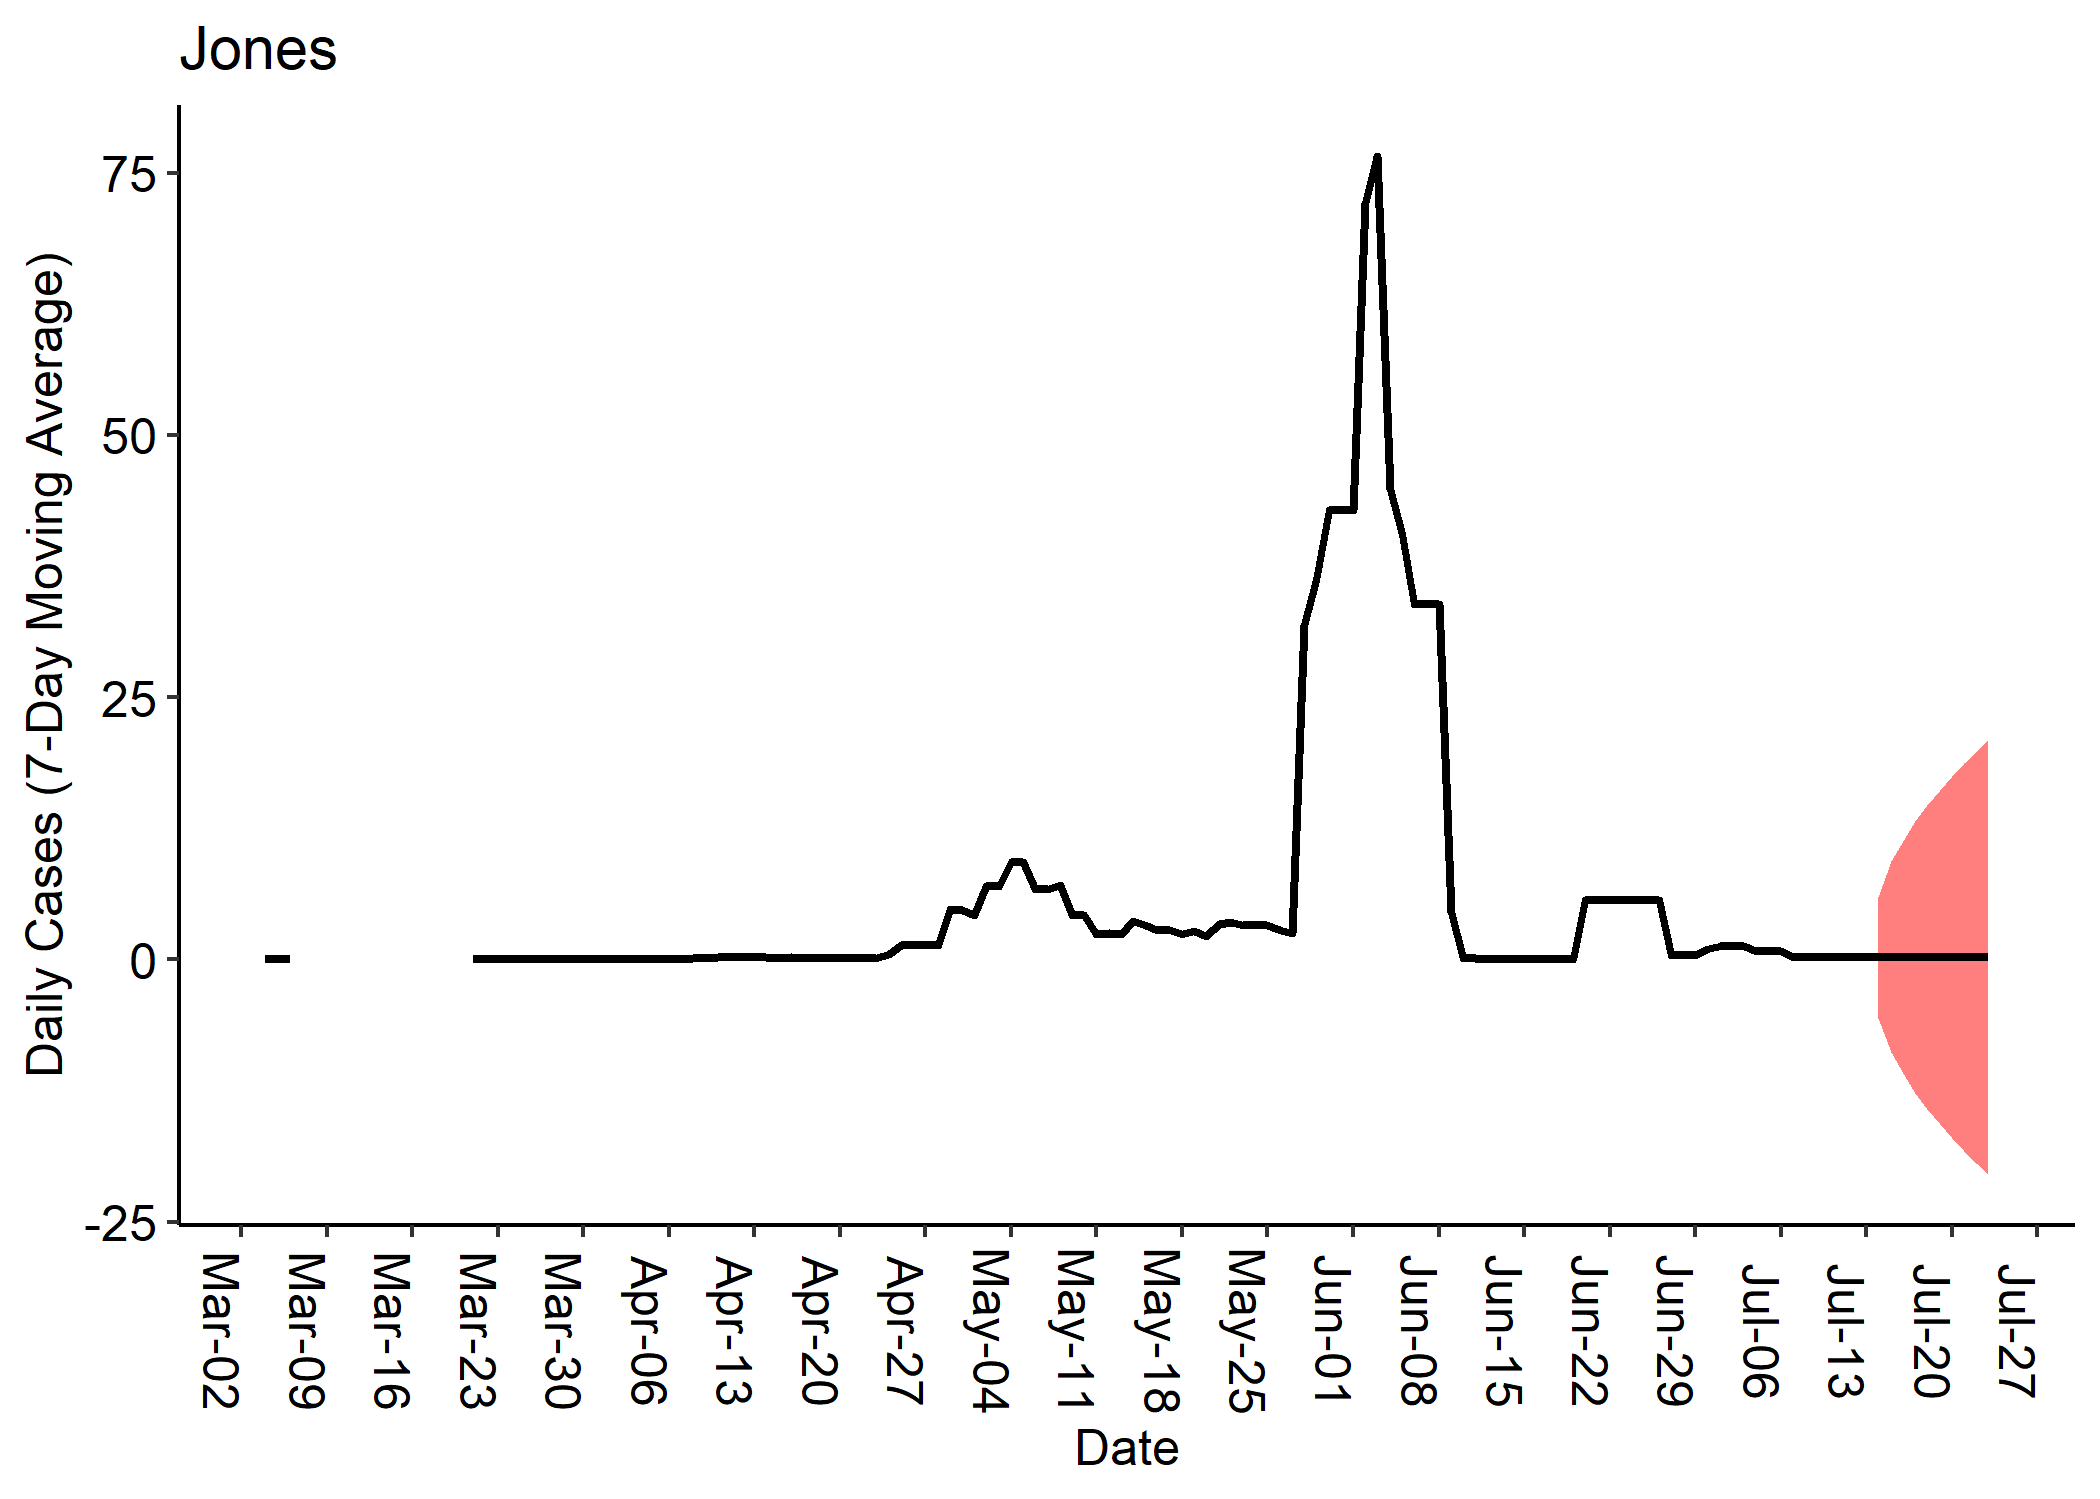 Jones
Daily Cases (7-Day Moving Average)
75
50
25
0
-25
Mar-02
Mar-09
Mar-16
Mar-23
Mar-30
Apr-06
Apr-13
Apr-20
Apr-27
May-04
May-11
May-18
May-25
Jun-01
Jun-08
Jun-15
Jun-22
Jun-29
Jul-06
Jul-13
Jul-20
Jul-27
Date